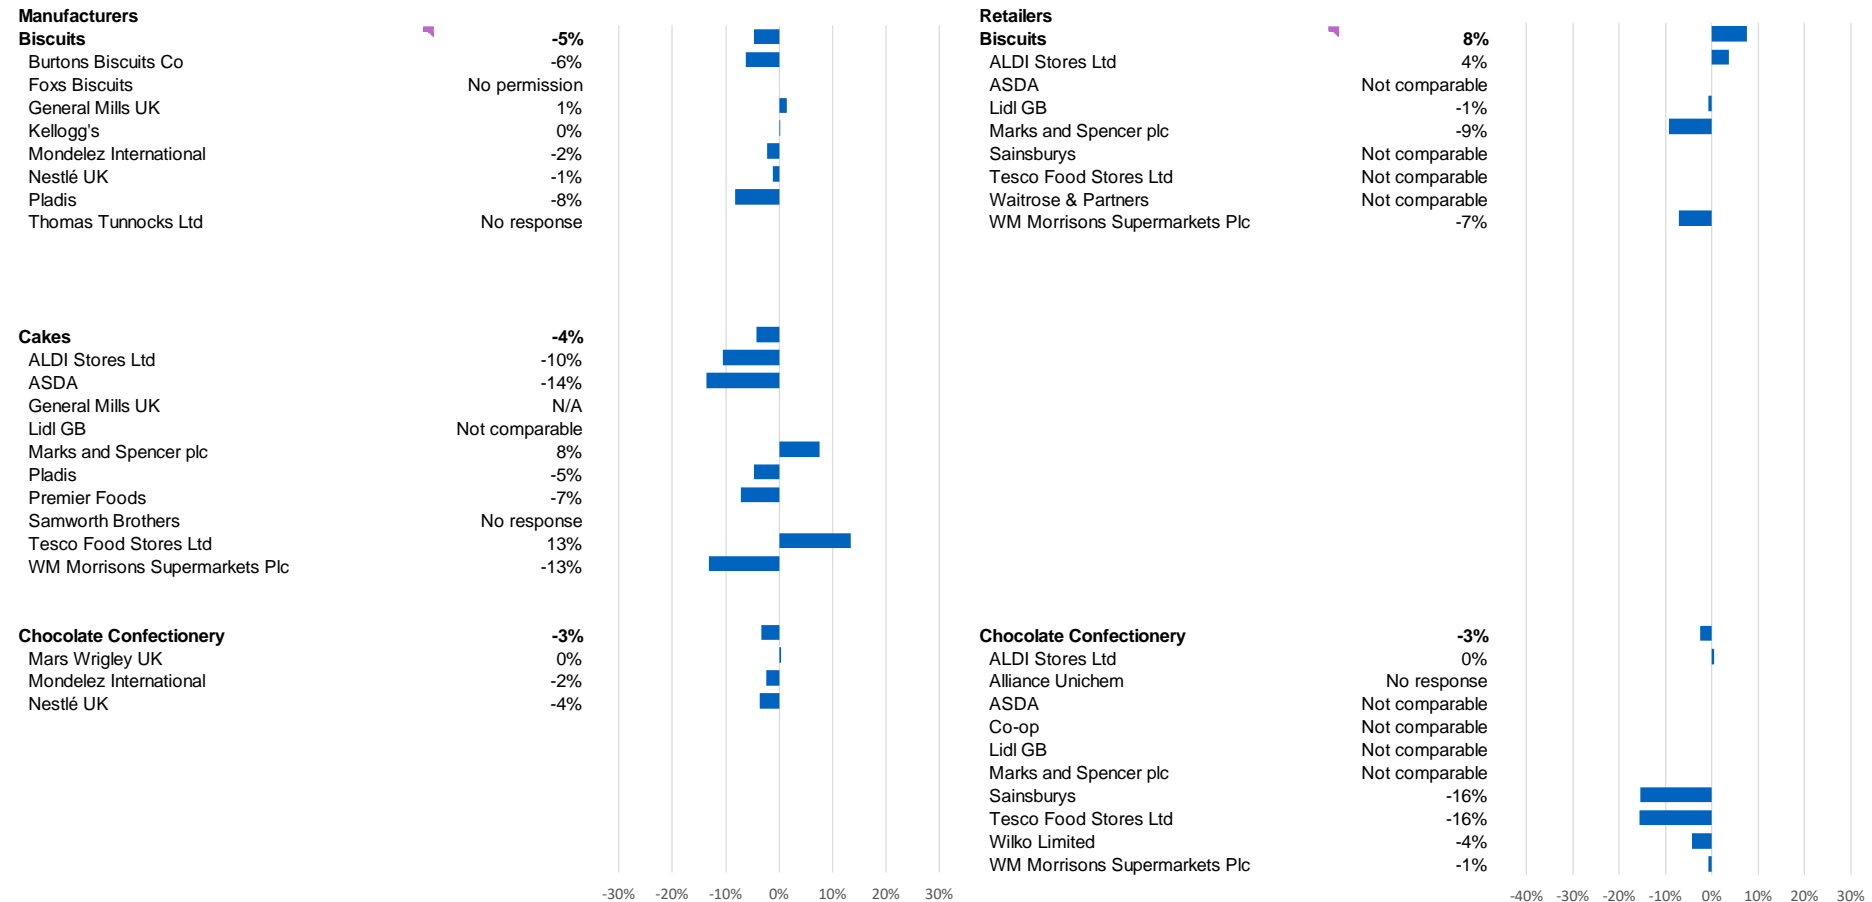 Manufacturers
Biscuits -5%
Burtons Biscuits Co -6%
Foxs Biscuits No permission
General Mills UK 1%
Kellogg's 0%
Mondelez International -2%
Nestlé UK -1%
Pladis -8%
Thomas Tunnocks Ltd No response
Cakes -4%
ALDI Stores Ltd -10%
ASDA -14%
General Mills UK N/A
Lidl GB Not comparable
Marks and Spencer plc 8%
Pladis -5%
Premier Foods -7%
Samworth Brothers No response
Tesco Food Stores Ltd 13%
WM Morrisons Supermarkets Plc -13%
Chocolate Confectionery -3%
Mars Wrigley UK 0%
Mondelez International -2%
Nestlé UK -4%
-30% -20% -10% 0% 10% 20% 30%
Retailers
Biscuits 8%
ALDI Stores Ltd 4%
ASDA Not comparable
Lidl GB -1%
Marks and Spencer plc -9%
Sainsburys Not comparable
Tesco Food Stores Ltd Not comparable
Waitrose & Partners Not comparable
WM Morrisons Supermarkets Plc -7%
Chocolate Confectionery -3%
ALDI Stores Ltd 0%
Alliance Unichem No response
ASDA Not comparable
Co-op Not comparable
Lidl GB Not comparable
Marks and Spencer plc Not comparable
Sainsburys -16%
Tesco Food Stores Ltd -16%
Wilko Limited -4%
WM Morrisons Supermarkets Plc -1%
-40% -30% -20% -10% 0% 10% 20% 30%